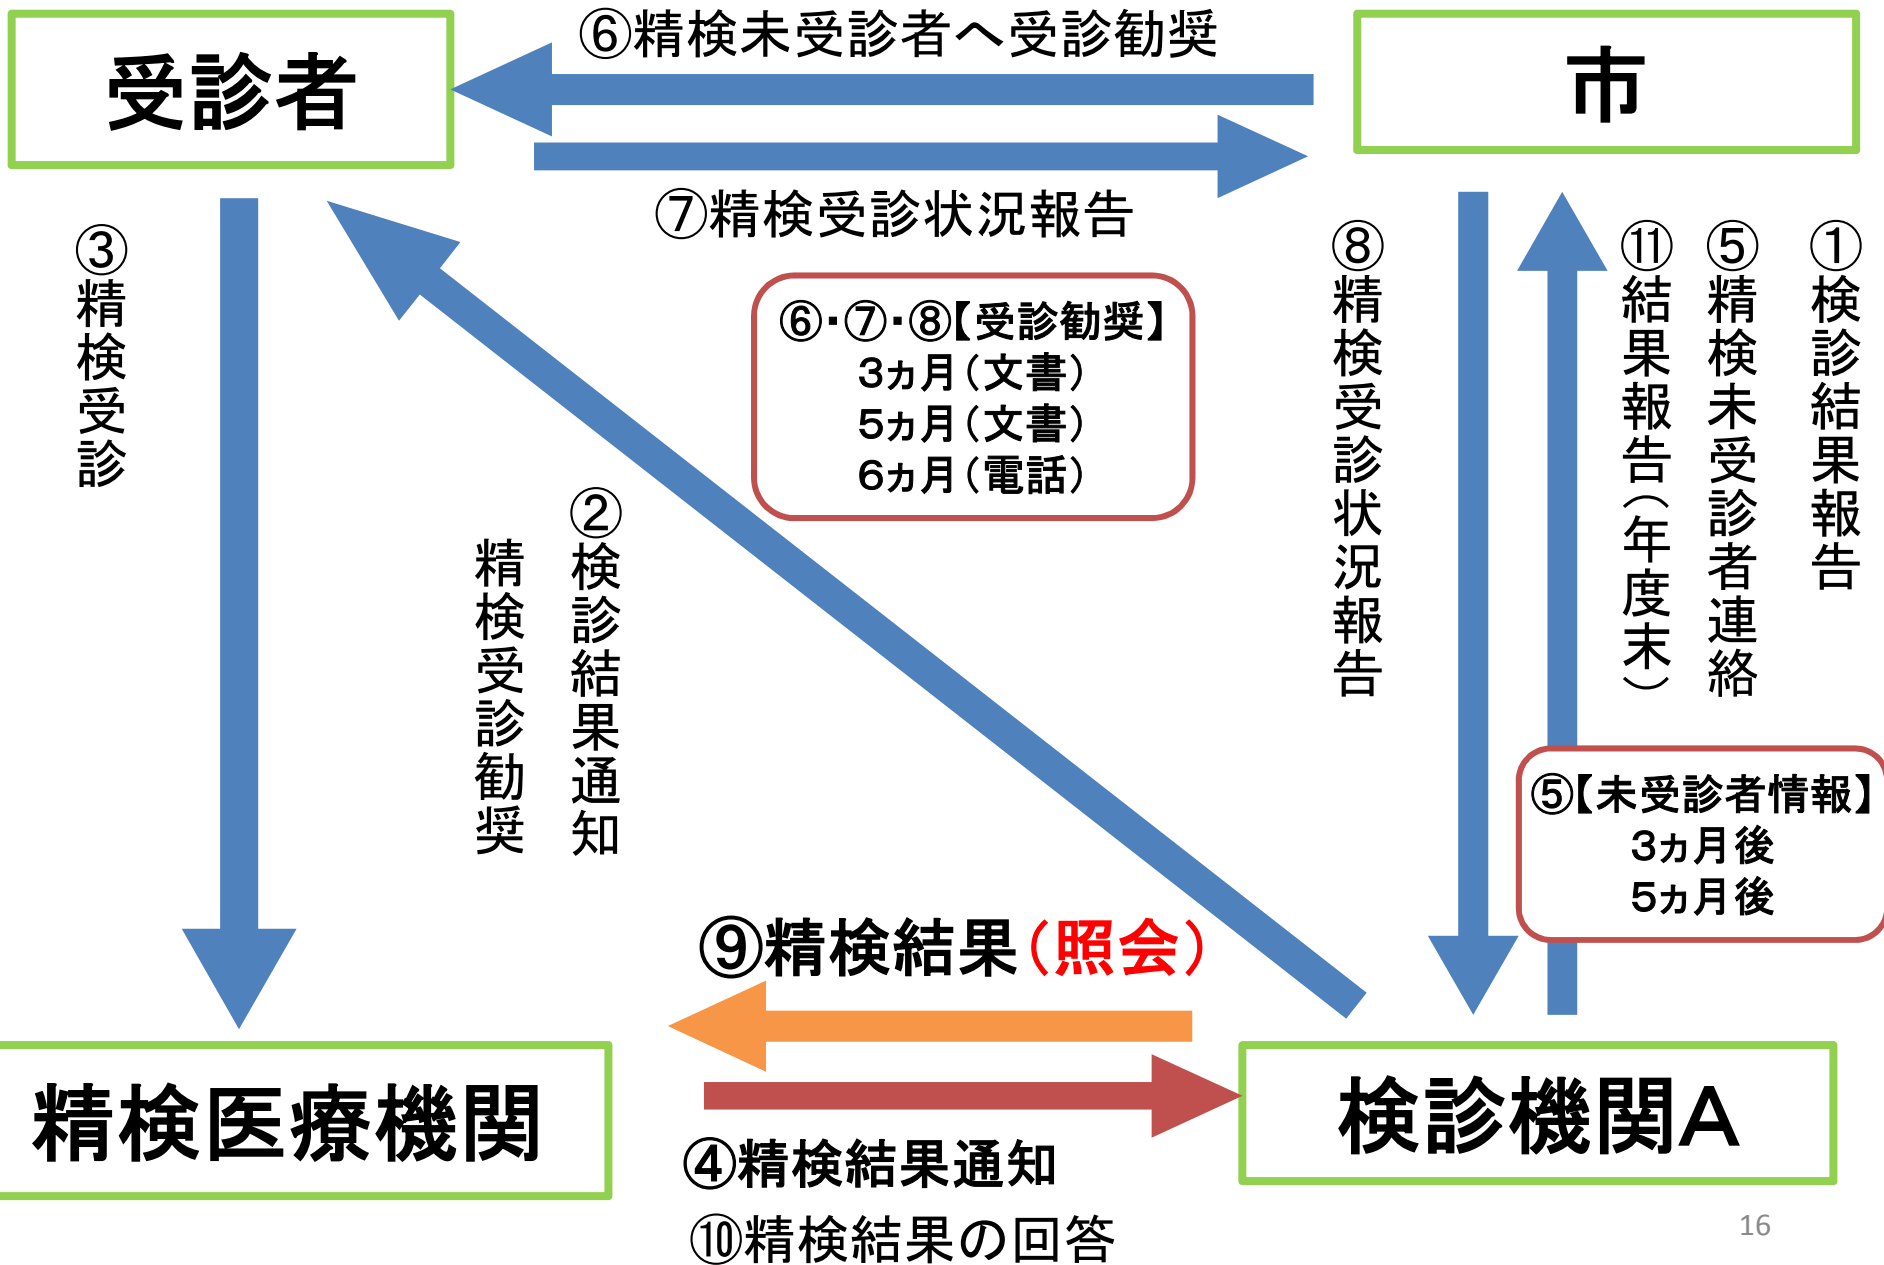 ⑥精検未受診者へ受診勧奨
受診者
市
⑦精検受診状況報告
③精検受診
②検診結果通知
精検受診勧奨
⑥・⑦・⑧【受診勧奨】
3ヵ月（文書）
5ヵ月（文書）
6ヵ月（電話）
①検診結果報告
⑤精検未受診者連絡
⑪結果報告（年度末）
⑧精検受診状況報告
⑤【未受診者情報】
3ヵ月後
5ヵ月後
⑨精検結果（照会）
精検医療機関
検診機関A
④精検結果通知
⑩精検結果の回答
16